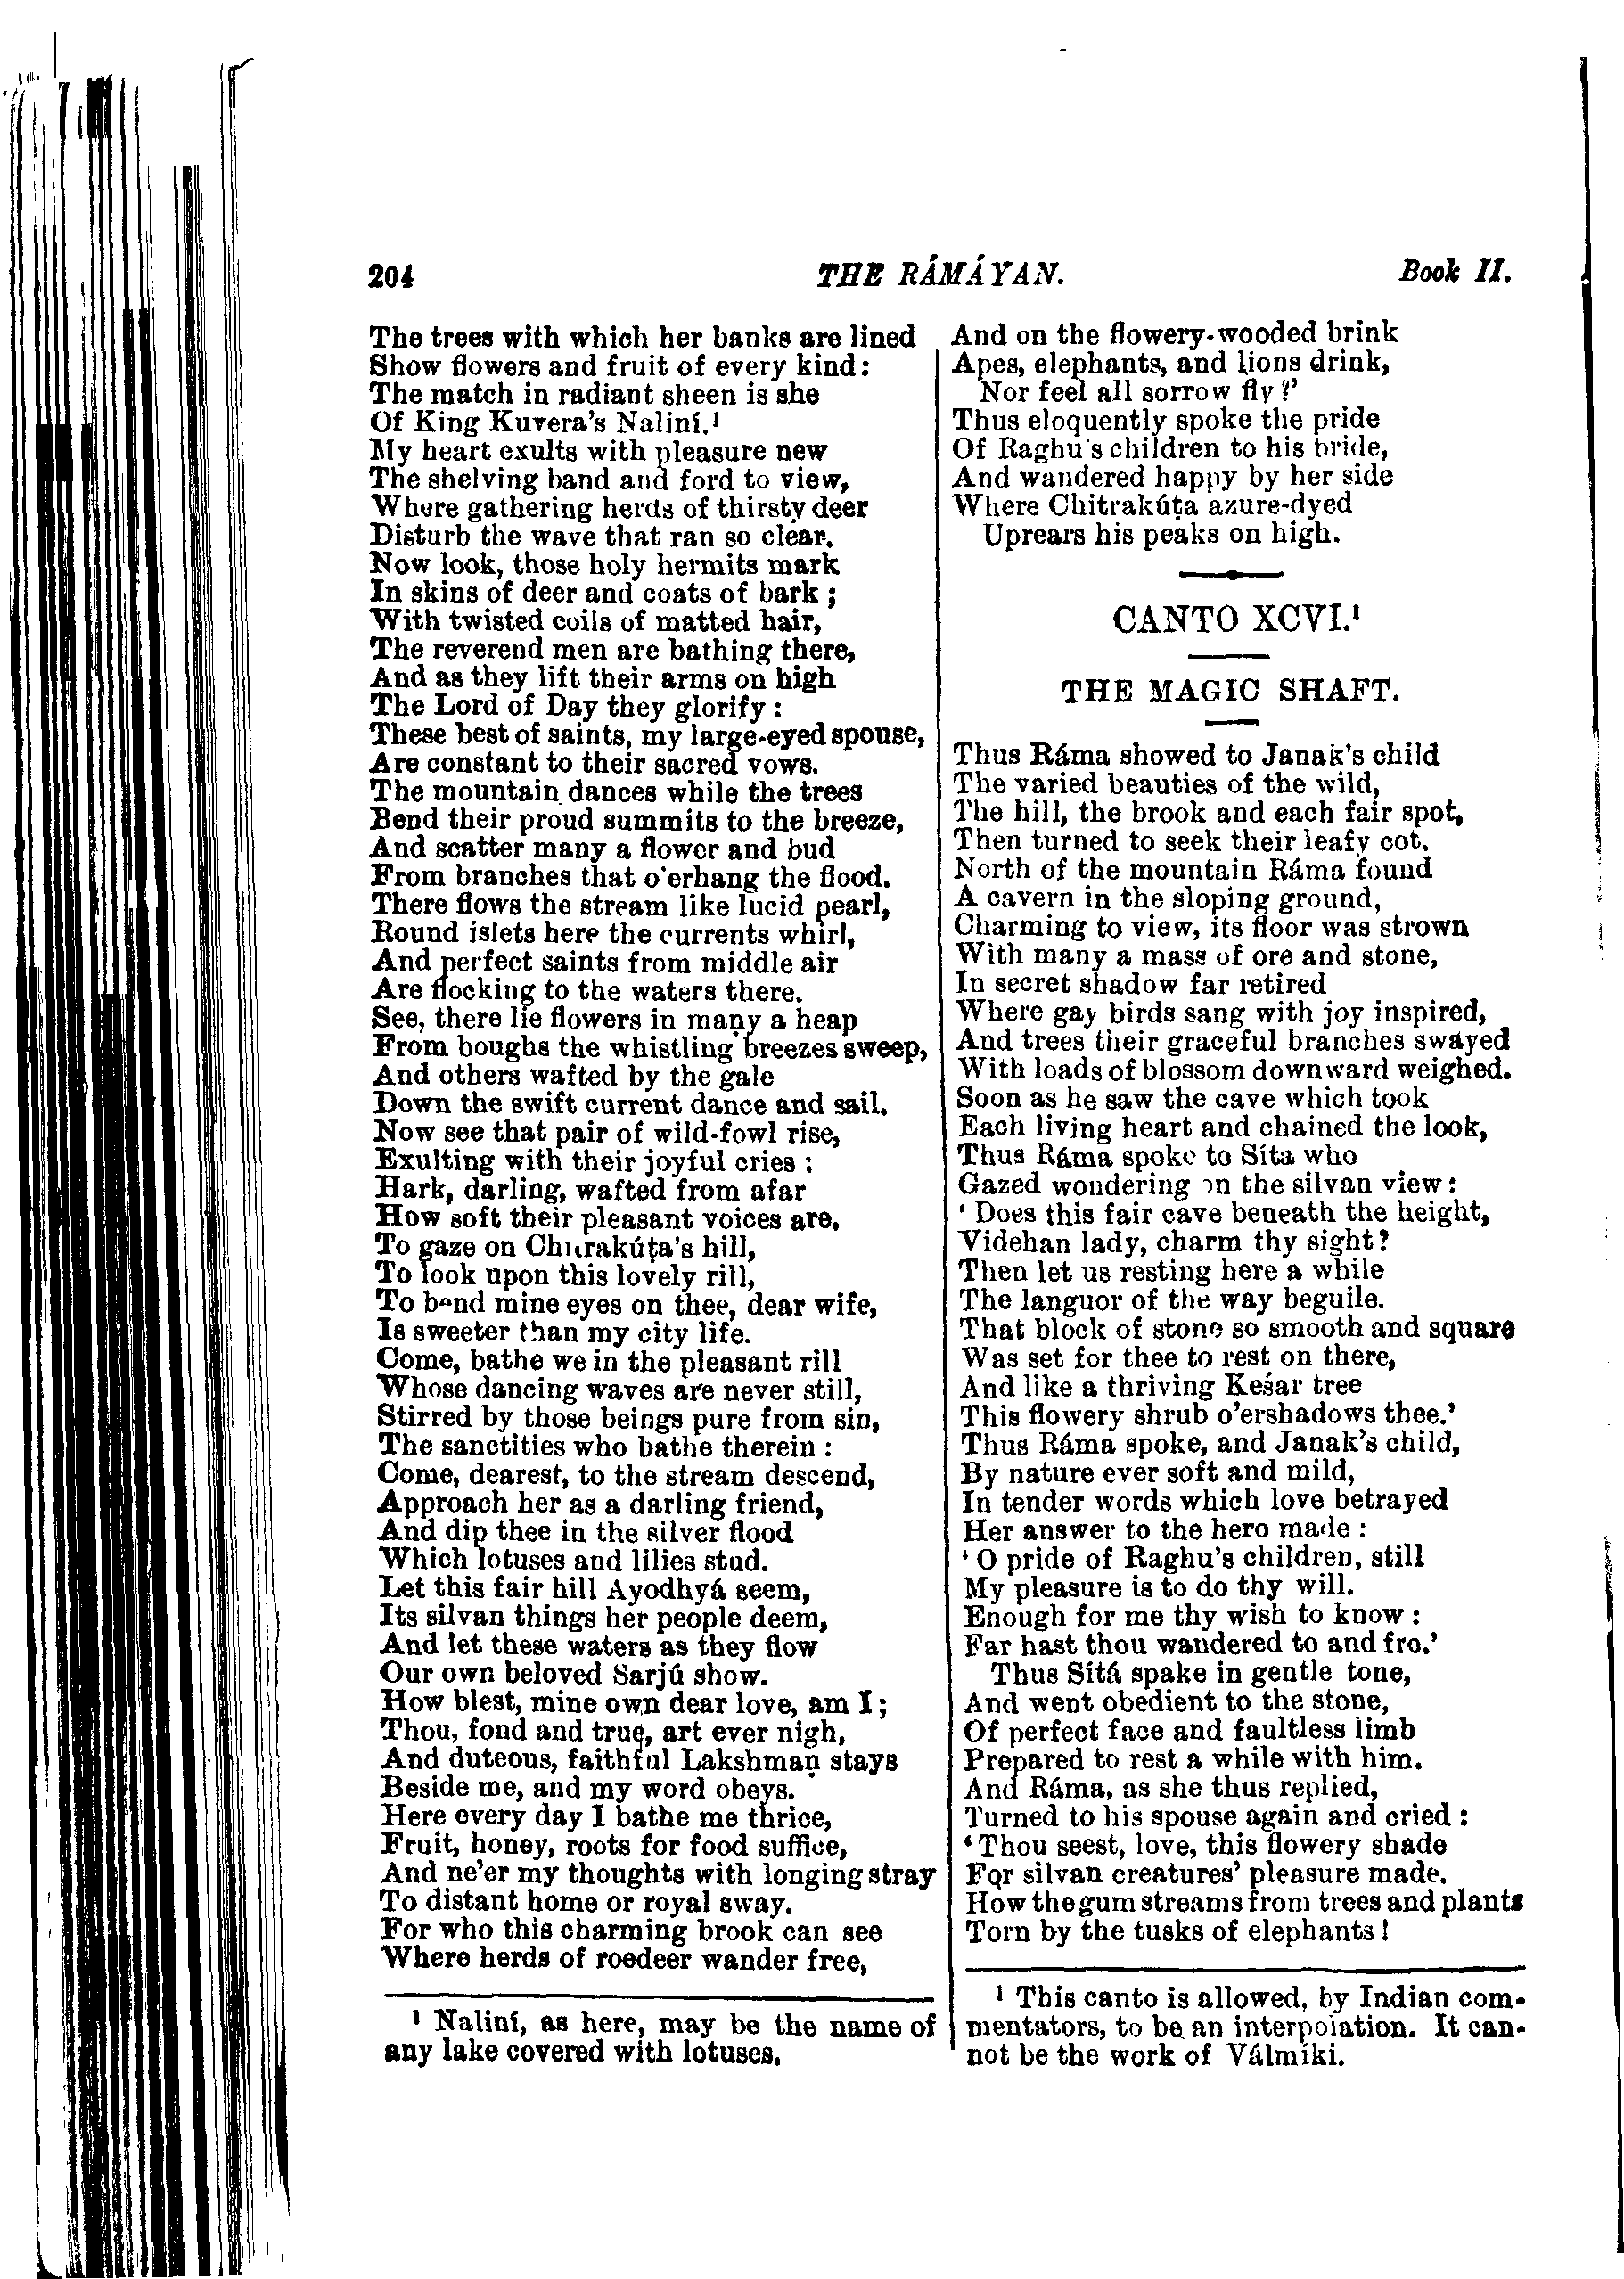 204
THE RÁMÁYAN.
Book II.
The trees with which her banks are lined
Show flowers and fruit of every kind:
The match in radiant sheen is she
Of King Kuvera's Naliní.¹
My heart exults with pleasure new
The shelving band and ford to view,
Where gathering herds of thirsty deer
Disturb the wave that ran so clear.
Now look, those holy hermits mark
In skins of deer and coats of bark ;
With twisted coils of matted hair,
The reverend men are bathing there,
And as they lift their arms on high
The Lord of Day they glorify :
These best of saints, my large-eyed spouse,
Are constant to their sacred vows.
The mountain dances while the trees
Bend their proud summits to the breeze,
And scatter many a flower and bud
From branches that o'erhang the flood.
There flows the stream like lucid pearl,
Round islets here the currents whirl,
And perfect saints from middle air
Are flocking to the waters there.
See, there lie flowers in many a heap
From boughs the whistling breezes sweep,
And others wafted by the gale
Down the swift current dance and sail.
Now see that pair of wild-fowl rise,
Exulting with their joyful cries :
Hark, darling, wafted from afar
How soft their pleasant voices are.
To gaze on Chitrakúṭa's hill,
To look upon this lovely rill,
To bend mine eyes on thee, dear wife,
Is sweeter than my city life.
Come, bathe we in the pleasant rill
Whose dancing waves are never still,
Stirred by those beings pure from sin,
The sanctities who bathe therein :
Come, dearest, to the stream descend,
Approach her as a darling friend,
And dip thee in the silver flood
Which lotuses and lilies stud.
Let this fair hill Ayodhyá seem,
Its silvan things her people deem,
And let these waters as they flow
Our own beloved Sarjú show.
How blest, mine own dear love, am I;
Thou, fond and true, art ever nigh,
And duteous, faithful Lakshmaṇ stays
Beside me, and my word obeys.
Here every day I bathe me thrice,
Fruit, honey, roots for food suffice,
And ne'er my thoughts with longing stray
To distant home or royal sway.
For who this charming brook can see
Where herds of roedeer wander free,
¹ Naliní, as here, may be the name of
any lake covered with lotuses.
And on the flowery-wooded brink
Apes, elephants, and lions drink,
Nor feel all sorrow fly?'
Thus eloquently spoke the pride
Of Raghu's children to his bride,
And wandered happy by her side
Where Chitrakúṭa azure-dyed
Uprears his peaks on high.
CANTO XCVI.¹
THE MAGIC SHAFT.
Thus Ráma showed to Janak's child
The varied beauties of the wild,
The hill, the brook and each fair spot,
Then turned to seek their leafy cot.
North of the mountain Ráma found
A cavern in the sloping ground,
Charming to view, its floor was strown
With many a mass of ore and stone,
In secret shadow far retired
Where gay birds sang with joy inspired,
And trees their graceful branches swayed
With loads of blossom downward weighed.
Soon as he saw the cave which took
Each living heart and chained the look,
Thus Ráma spoke to Síta who
Gazed wondering on the silvan view:
'Does this fair cave beneath the height,
Videhan lady, charm thy sight?
Then let us resting here a while
The languor of the way beguile.
That block of stone so smooth and square
Was set for thee to rest on there,
And like a thriving Keśar tree
This flowery shrub o'ershadows thee.'
Thus Ráma spoke, and Janak's child,
By nature ever soft and mild,
In tender words which love betrayed
Her answer to the hero made :
'O pride of Raghu's children, still
My pleasure is to do thy will.
Enough for me thy wish to know :
Far hast thou wandered to and fro.'
Thus Sítá spake in gentle tone,
And went obedient to the stone,
Of perfect face and faultless limb
Prepared to rest a while with him.
And Ráma, as she thus replied,
Turned to his spouse again and cried :
'Thou seest, love, this flowery shade
For silvan creatures' pleasure made.
How the gum streams from trees and plants
Torn by the tusks of elephants !
¹ This canto is allowed, by Indian com-
mentators, to be an interpolation. It can-
not be the work of Válmíki.